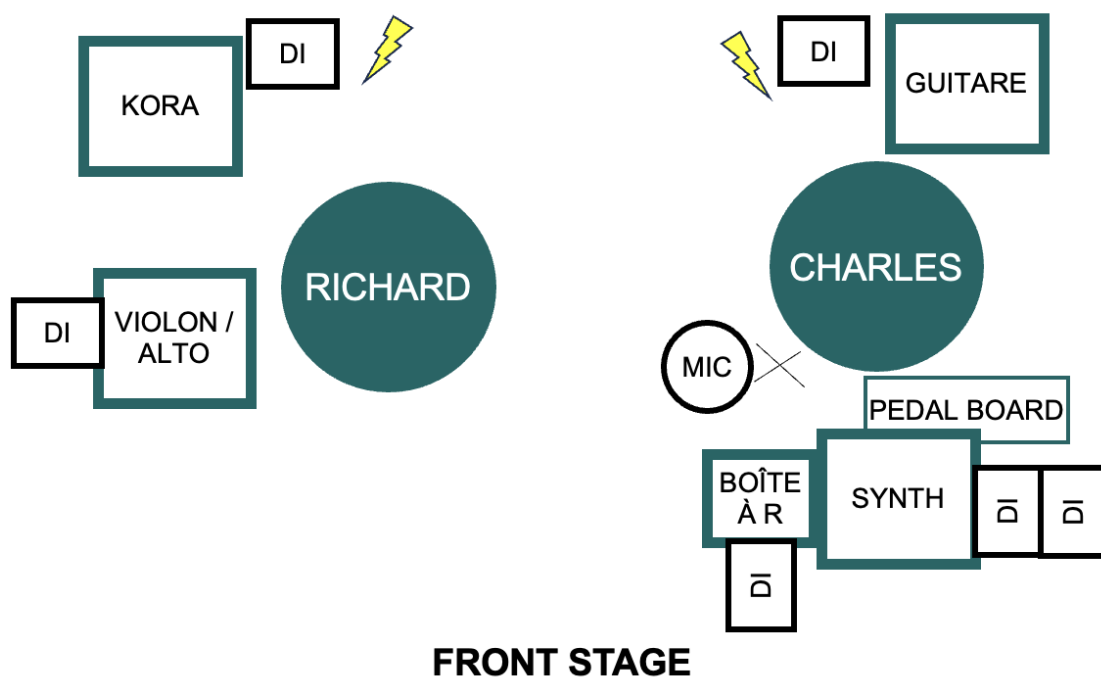 KORA
DI
DI
GUITARE
RICHARD
CHARLES
DI
VIOLON /
ALTO
MIC
PEDAL BOARD
BOÎTE
À R
SYNTH
DI
DI
DI
FRONT STAGE